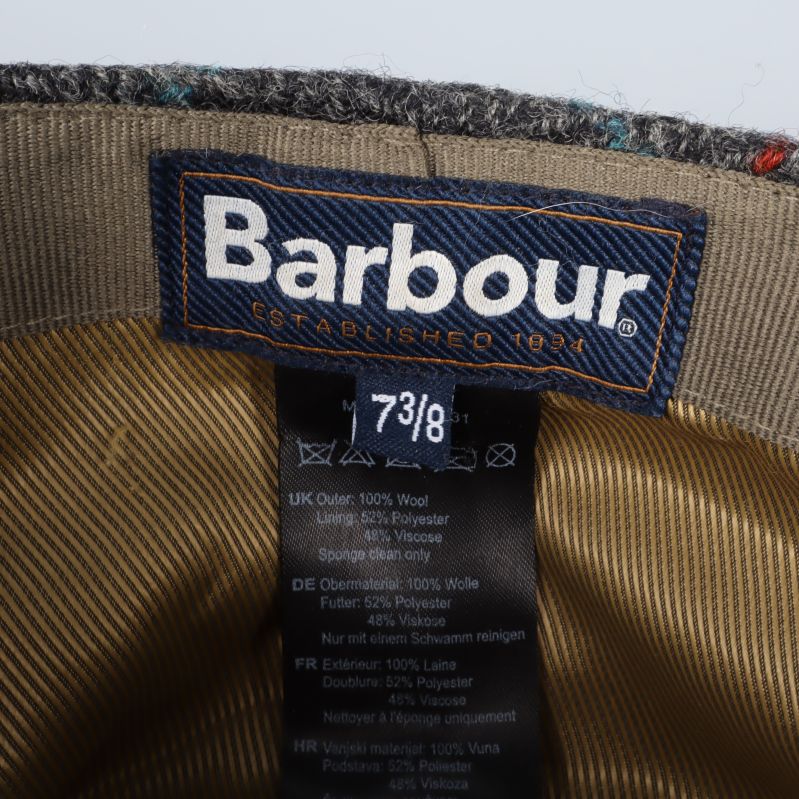 Barbour
ESTABLISHED 1894
7 3/8
UK Outer: 100% Wool
Lining: 52% Polyester
48% Viscose
Sponge clean only
DE Obermaterial: 100% Wolle
Futter: 52% Polyester
48% Viskose
Nur mit einem Schwamm reinigen
FR Extérieur: 100% Laine
Doublure: 52% Polyester
48% Viscose
Nettoyer à l'éponge uniquement
HR Vanjski materijal: 100% Vuna
Podstava: 52% Poliester
48% Viskoza